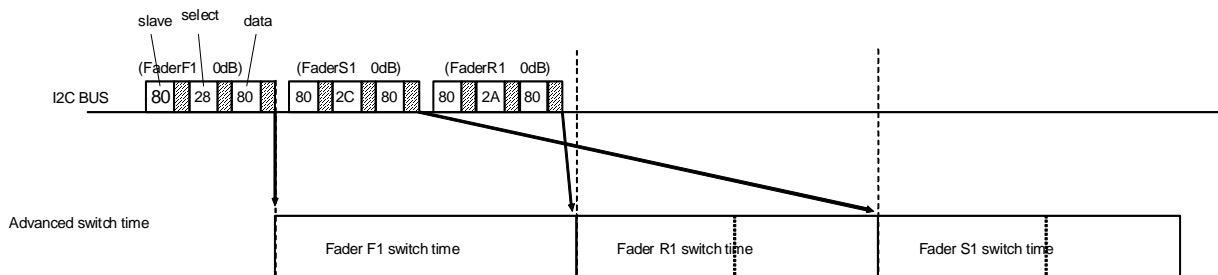 slave select data
(FaderF1 0dB) (FaderS1 0dB) (FaderR1 0dB)
I2C BUS 80 28 80 80 2C 80 80 2A 80
Advanced switch time
Fader F1 switch time Fader R1 switch time Fader S1 switch time